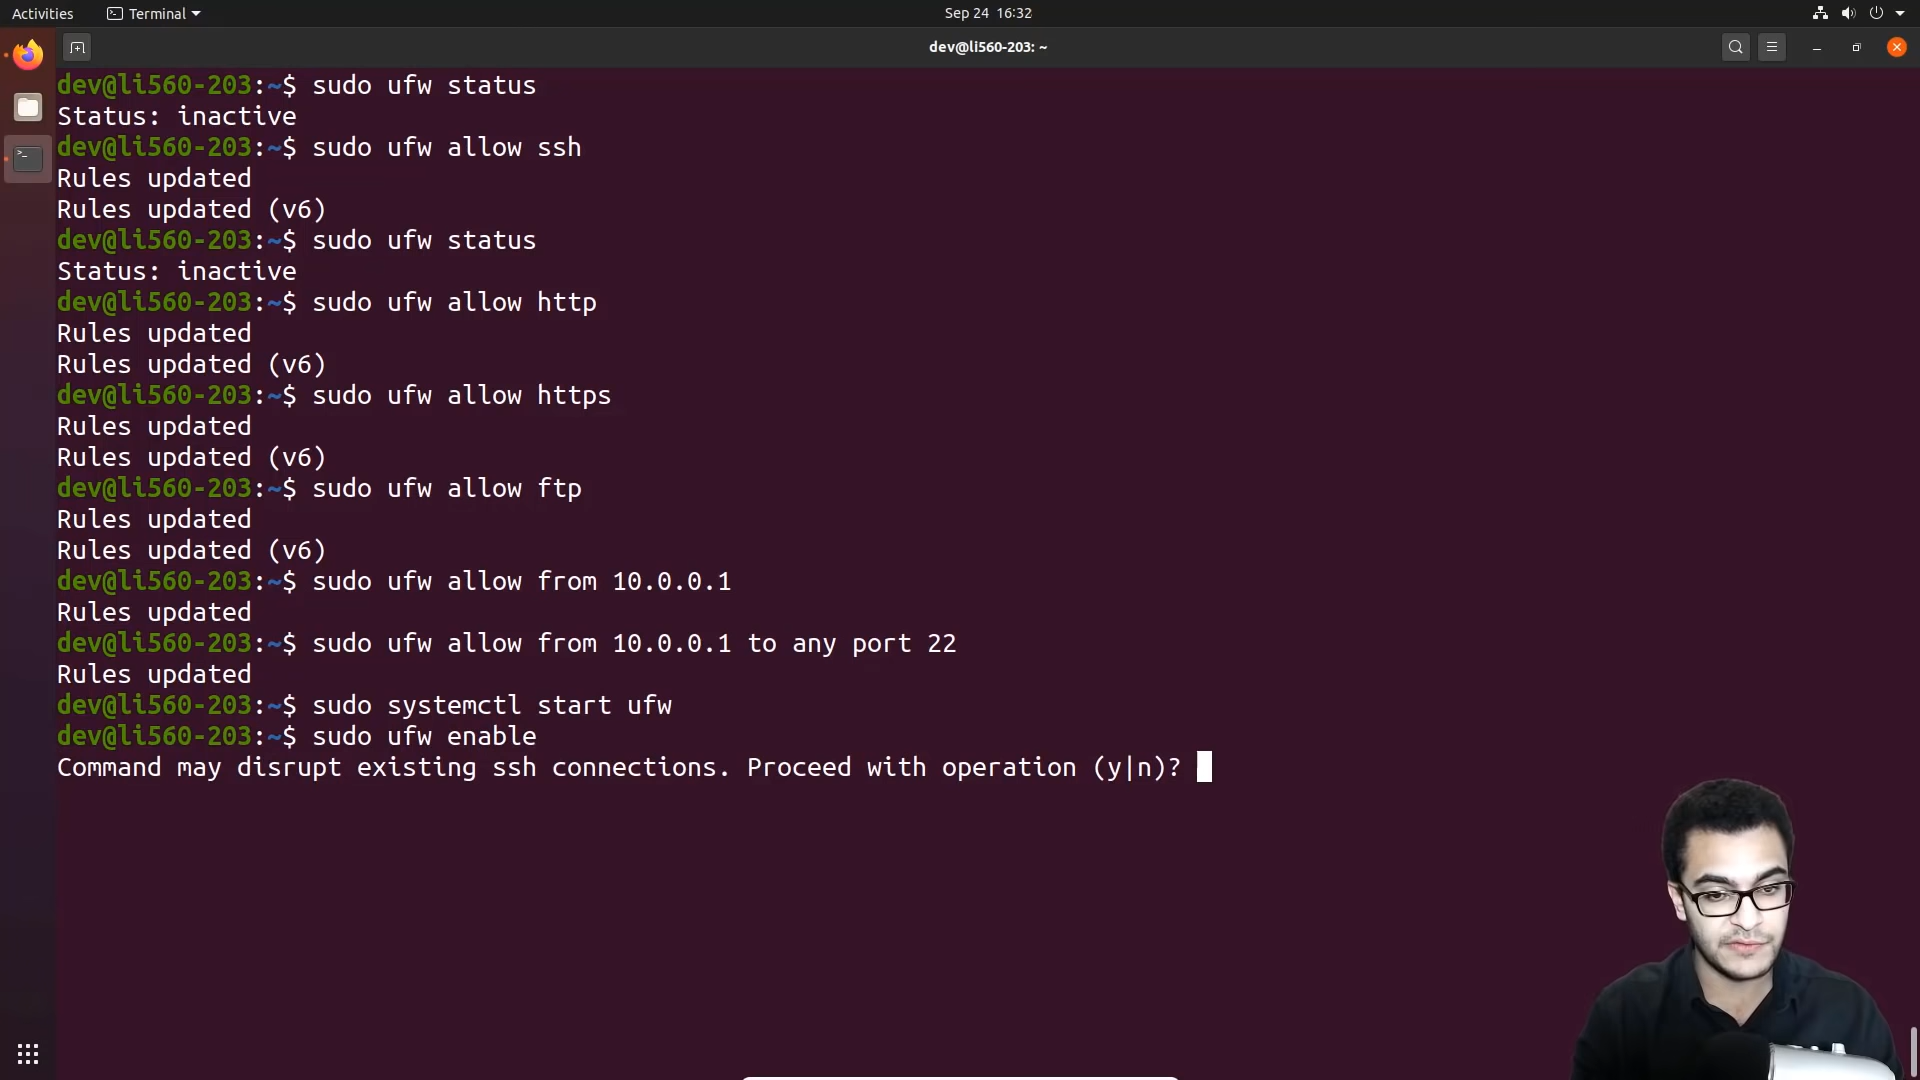 Activities
Terminal
Sep 24 16:32
dev@li560-203: ~
dev@li560-203:~$ sudo ufw status
Status: inactive
dev@li560-203:~$ sudo ufw allow ssh
Rules updated
Rules updated (v6)
dev@li560-203:~$ sudo ufw status
Status: inactive
dev@li560-203:~$ sudo ufw allow http
Rules updated
Rules updated (v6)
dev@li560-203:~$ sudo ufw allow https
Rules updated
Rules updated (v6)
dev@li560-203:~$ sudo ufw allow ftp
Rules updated
Rules updated (v6)
dev@li560-203:~$ sudo ufw allow from 10.0.0.1
Rules updated
dev@li560-203:~$ sudo ufw allow from 10.0.0.1 to any port 22
Rules updated
dev@li560-203:~$ sudo systemctl start ufw
dev@li560-203:~$ sudo ufw enable
Command may disrupt existing ssh connections. Proceed with operation (y|n)?